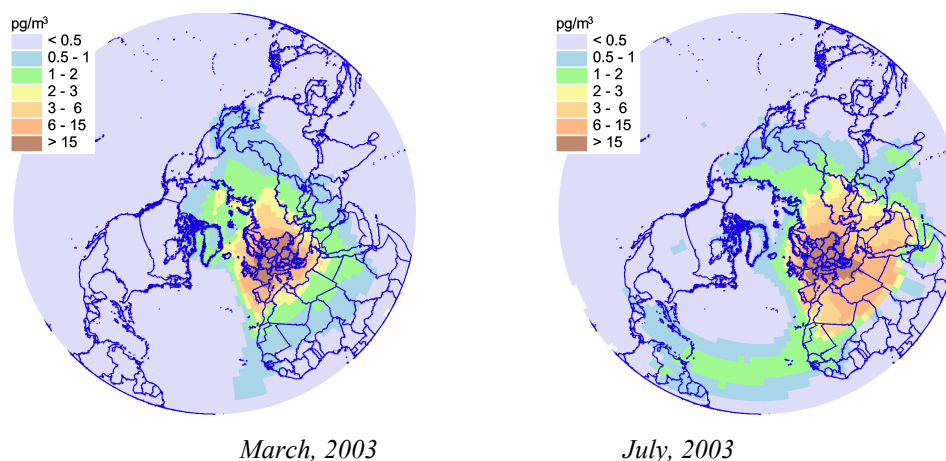 pg/m³
< 0.5
0.5 - 1
1 - 2
2 - 3
3 - 6
6 - 15
> 15
pg/m³
< 0.5
0.5 - 1
1 - 2
2 - 3
3 - 6
6 - 15
> 15
March, 2003
July, 2003